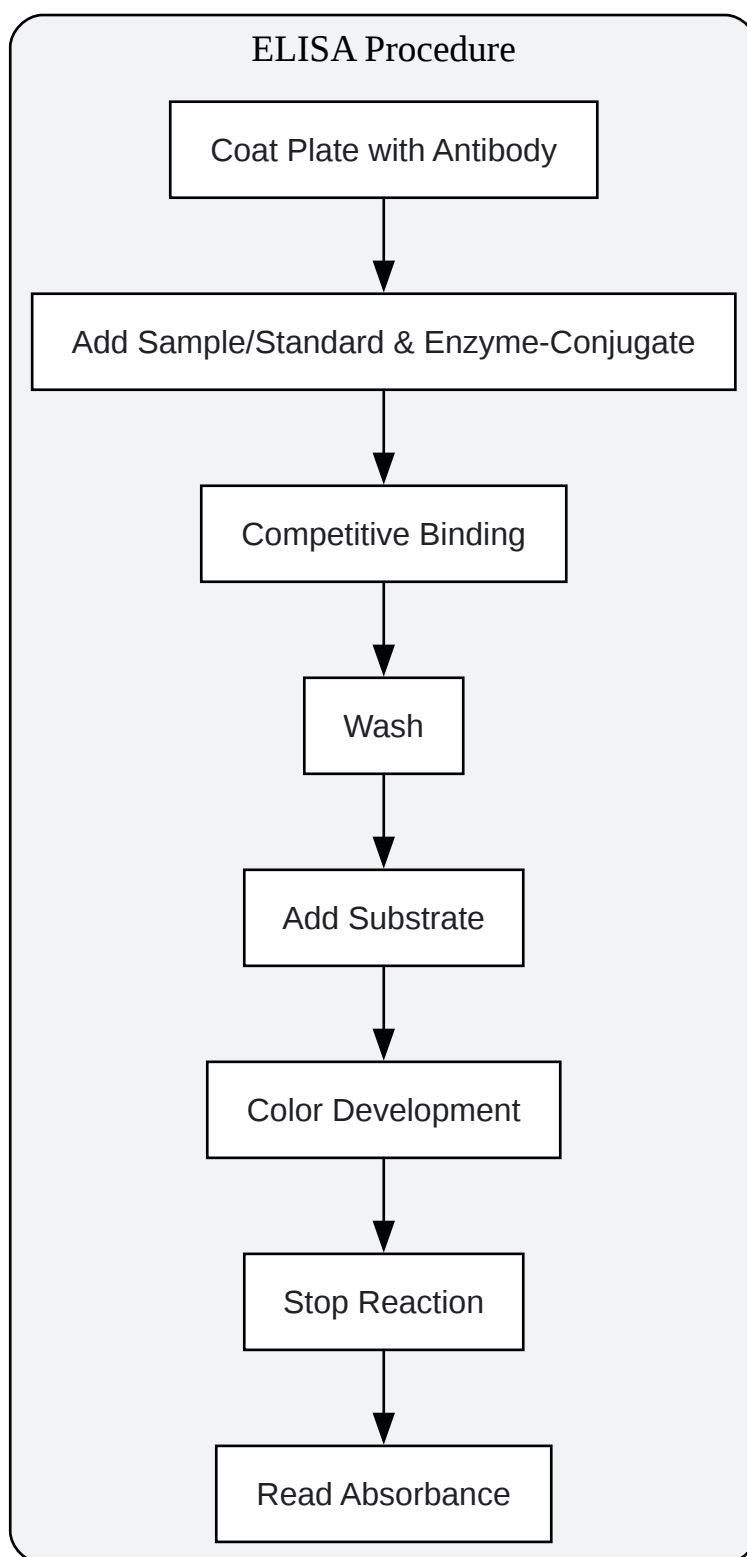 ELISA Procedure
Coat Plate with Antibody
Add Sample/Standard & Enzyme-Conjugate
Competitive Binding
Wash
Add Substrate
Color Development
Stop Reaction
Read Absorbance